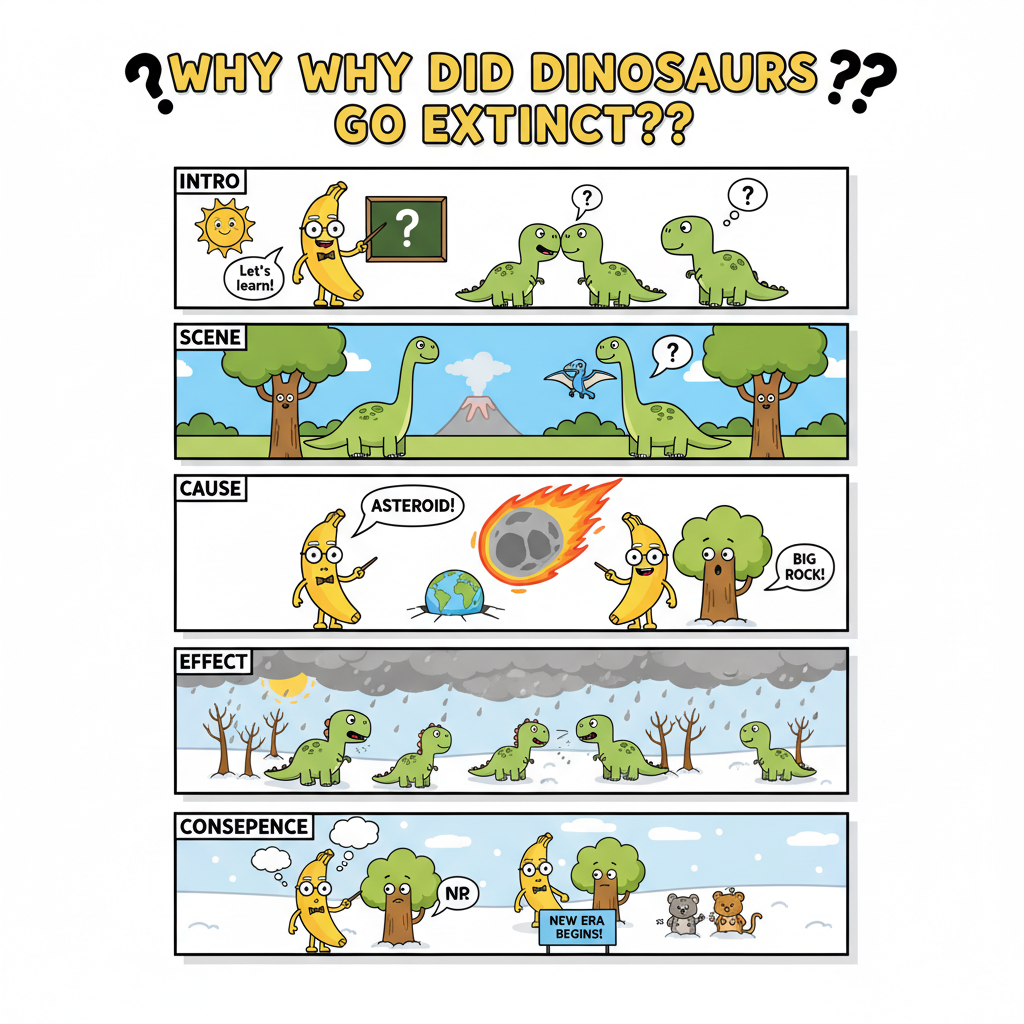 ? WHY WHY DID DINOSAURS ??
GO EXTINCT??
INTRO
Let's
learn!
?
?
?
SCENE
?
CAUSE
ASTEROID!
BIG
ROCK!
EFFECT
CONSEPENCE
NR
NEW ERA
BEGINS!